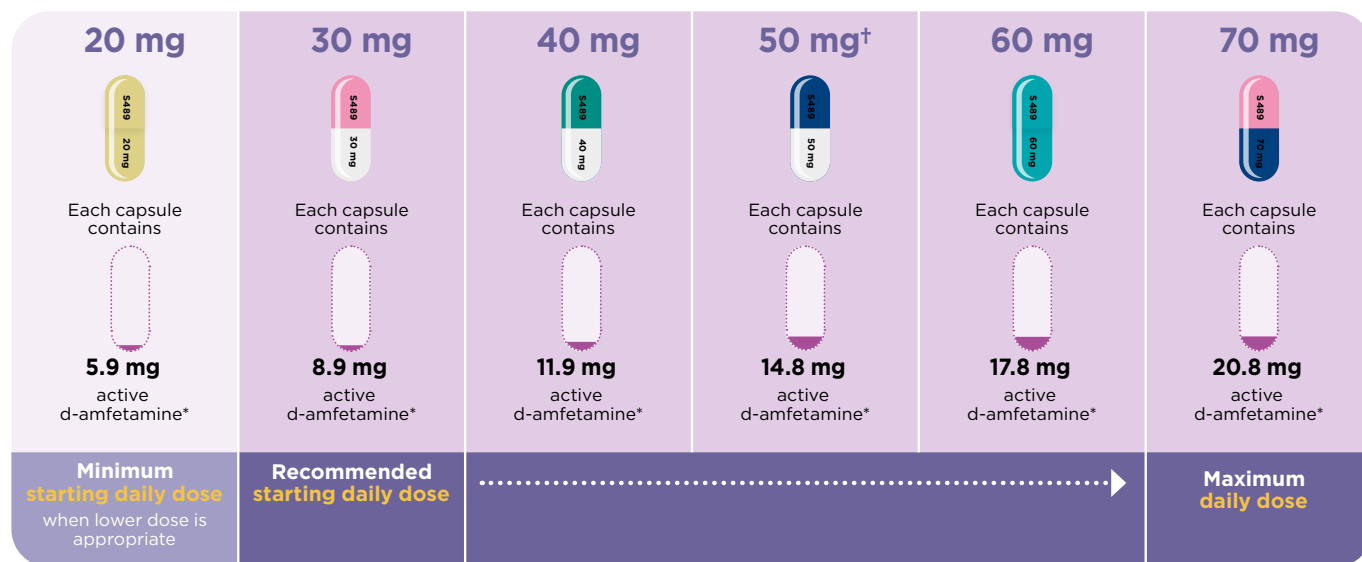 20 mg
30 mg
40 mg
50 mg†
60 mg
70 mg
S489
20 mg
S489
30 mg
S489
40 mg
S489
50 mg
S489
60 mg
S489
70 mg
Each capsule
contains
Each capsule
contains
Each capsule
contains
Each capsule
contains
Each capsule
contains
Each capsule
contains
5.9 mg
active
d-amfetamine*
8.9 mg
active
d-amfetamine*
11.9 mg
active
d-amfetamine*
14.8 mg
active
d-amfetamine*
17.8 mg
active
d-amfetamine*
20.8 mg
active
d-amfetamine*
Minimum
starting daily dose
when lower dose is
appropriate
Recommended
starting daily dose
Maximum
daily dose